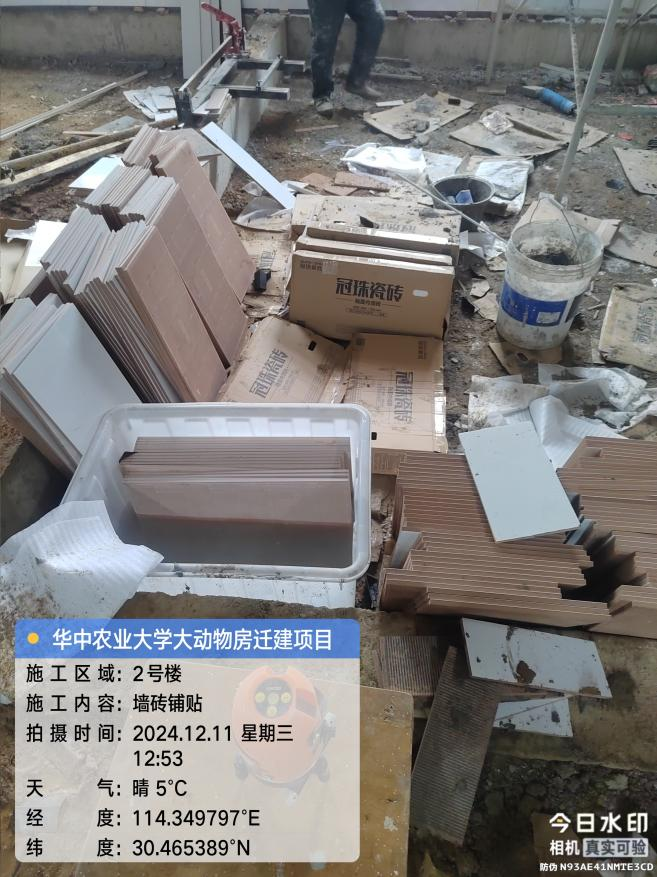 冠珠瓷砖
冠珠瓷砖
冠珠瓷砖
华中农业大学大动物房迁建项目
施工区域：2号楼
施工内容：墙砖铺贴
拍摄时间：2024.12.11 星期三
12:53
天气：晴 5℃
经度：114.349797°E
纬度：30.465389°N
今日水印
相机 真实可验
防伪 N93AE41NMTE3CD